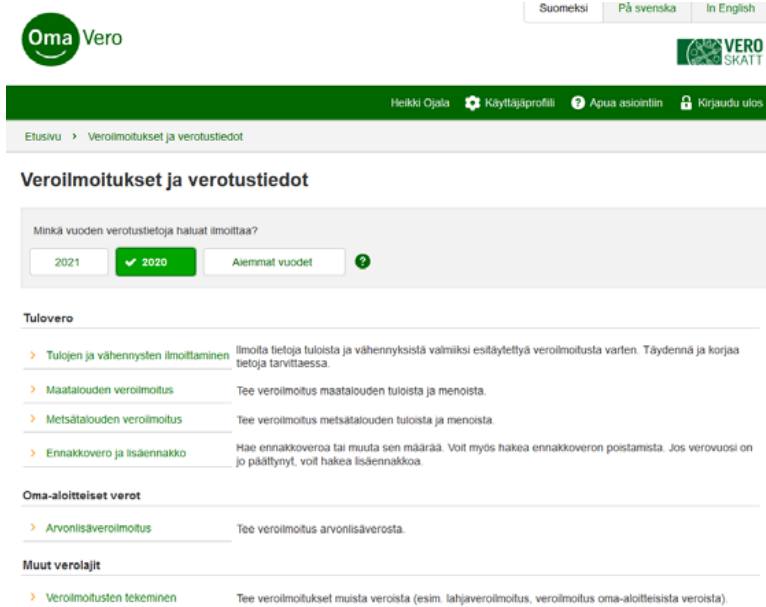 Suomeksi På svenska In English
Oma Vero
VERO
SKATT
Heikki Ojala Käyttäjäprofiili Apua asiointiin Kirjaudu ulos
Etusivu > Veroilmoitukset ja verotustiedot
Veroilmoitukset ja verotustiedot
Minkä vuoden verotustietoja haluat ilmoittaa?
2021 ✔ 2020 Aiemmat vuodet ?
Tulovero
> Tulojen ja vähennysten ilmoittaminen Ilmoita tietoja tuloista ja vähennyksistä valmiiksi esitäytettyä veroilmoitusta varten. Täydennä ja korjaa
tietoja tarvittaessa.
> Maatalouden veroilmoitus Tee veroilmoitus maatalouden tuloista ja menoista.
> Metsätalouden veroilmoitus Tee veroilmoitus metsätalouden tuloista ja menoista.
> Ennakkovero ja lisäennakko Hae ennakkoveroa tai muuta sen määrää. Voit myös hakea ennakkoveron poistamista. Jos verovuosi on
jo päättynyt, voit hakea lisäennakkoa.
Oma-aloitteiset verot
> Arvonlisäveroilmoitus Tee veroilmoitus arvonlisäverosta.
Muut verolajit
> Veroilmoitusten tekeminen Tee veroilmoitukset muista veroista (esim. lahjaveroilmoitus, veroilmoitus oma-aloitteisista veroista).